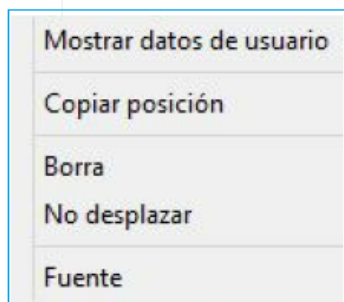 Mostrar datos de usuario
Copiar posición
Borra
No desplazar
Fuente